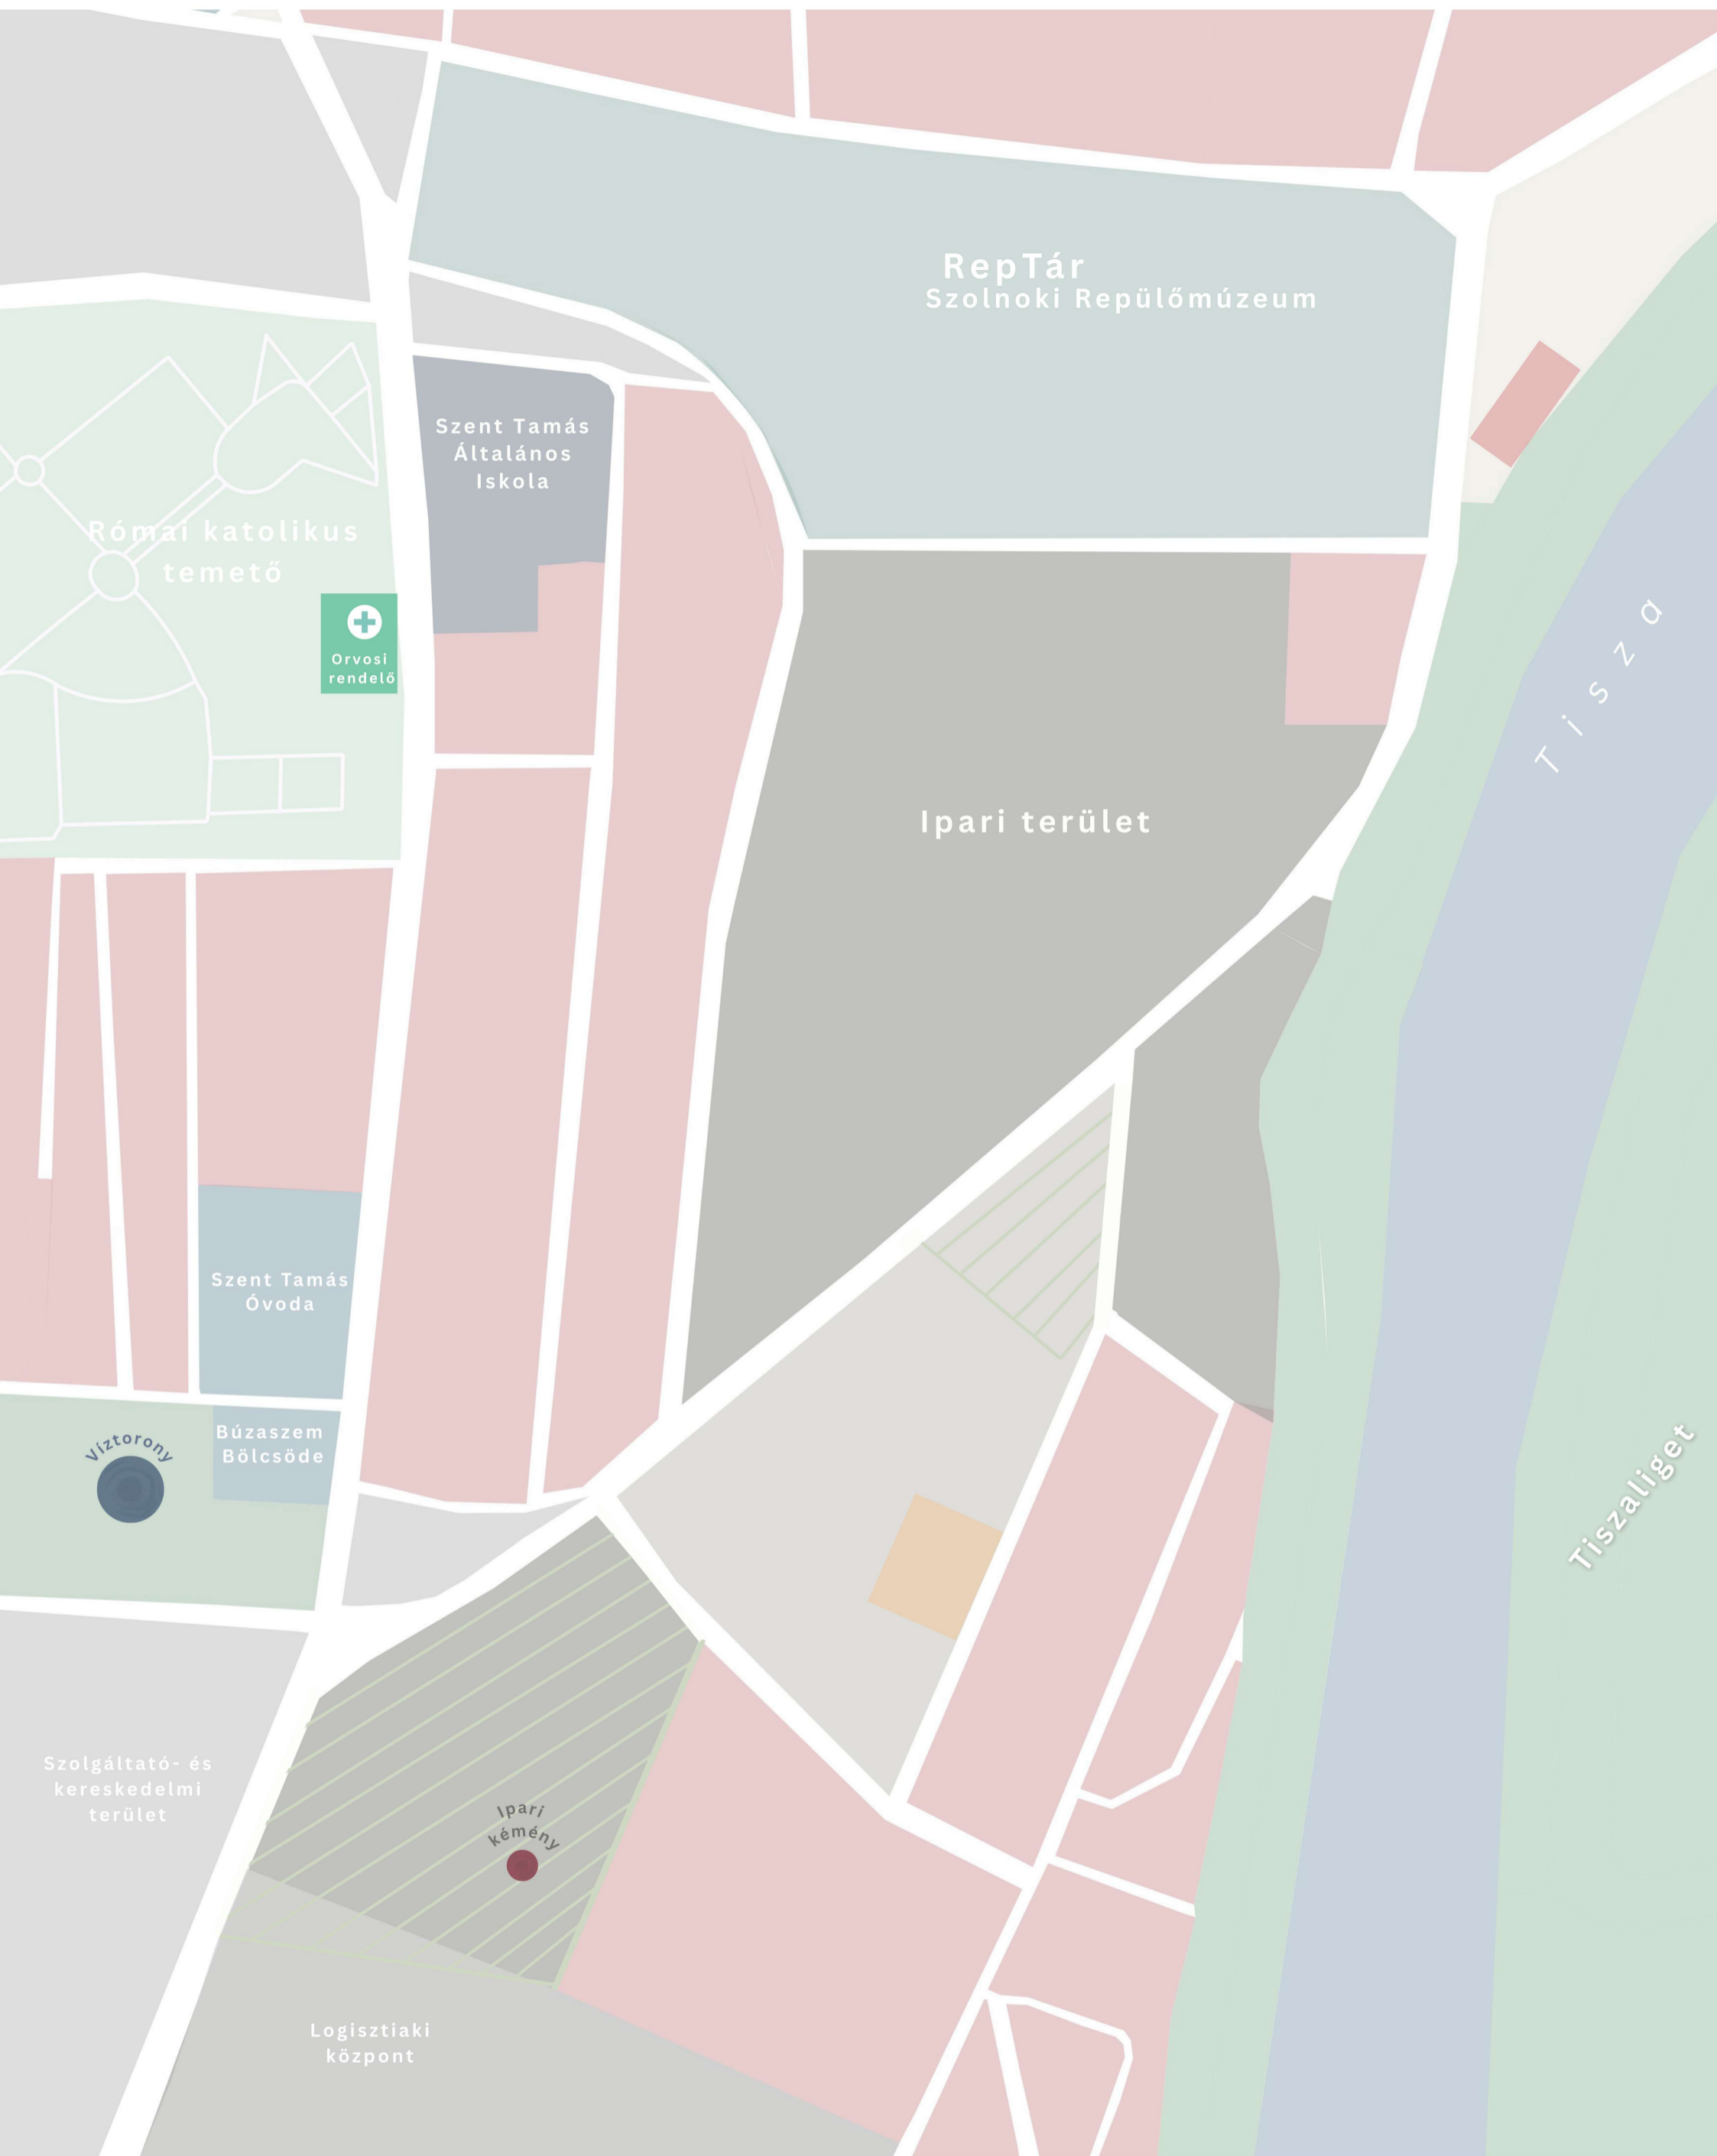 RepTár
Szolnoki Repülőmúzeum
Szent Tamás
Általános
Iskola
Római katolikus
temető
Orvosi
rendelő
Tisza
Ipari terület
Szent Tamás
Óvoda
Búzaszem
Bölcsöde
Víztorony
Tiszaliget
Szolgáltató- és
kereskedelmi
terület
Ipari
kémény
Logisztiaki
központ